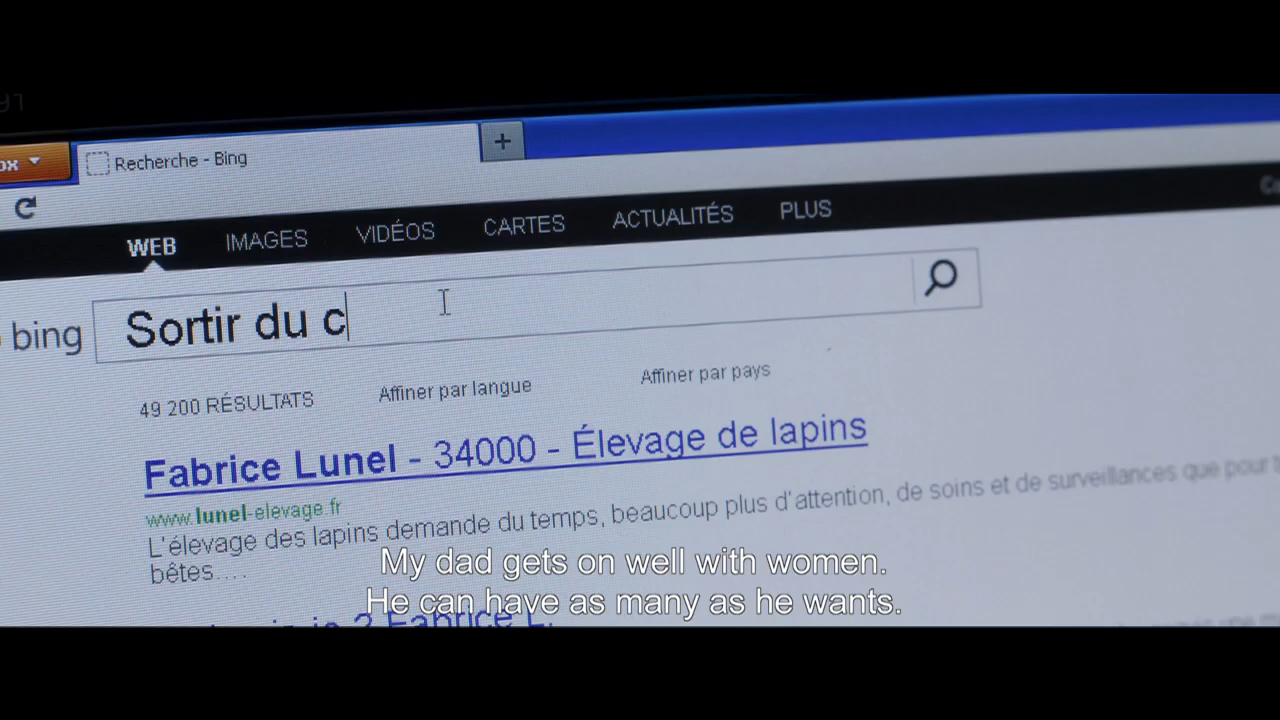 91
ox
Recherche - Bing
+
WEB IMAGES VIDÉOS CARTES ACTUALITÉS PLUS
bing Sortir du c
49 200 RÉSULTATS Affiner par langue Affiner par pays
Fabrice Lunel - 34000 - Élevage de lapins
www.lunel-elevage.fr
L'élevage des lapins demande du temps, beaucoup plus d'attention, de soins et de surveillances que pour
bêtes....
My dad gets on well with women.
He can have as many as he wants.
? Fabrice L.